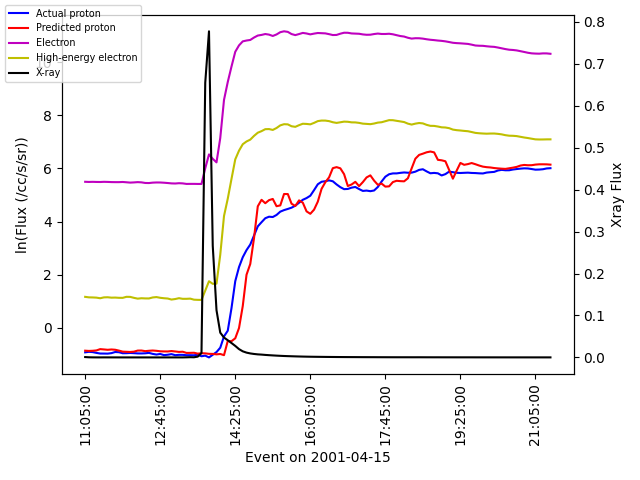 Actual proton
Predicted proton
Electron
High-energy electron
X-ray
10
8
6
4
2
0
ln(Flux (/cc/s/sr))
0.8
0.7
0.6
0.5
0.4
0.3
0.2
0.1
0.0
Xray Flux
11:05:00
12:45:00
14:25:00
16:05:00
17:45:00
19:25:00
21:05:00
Event on 2001-04-15